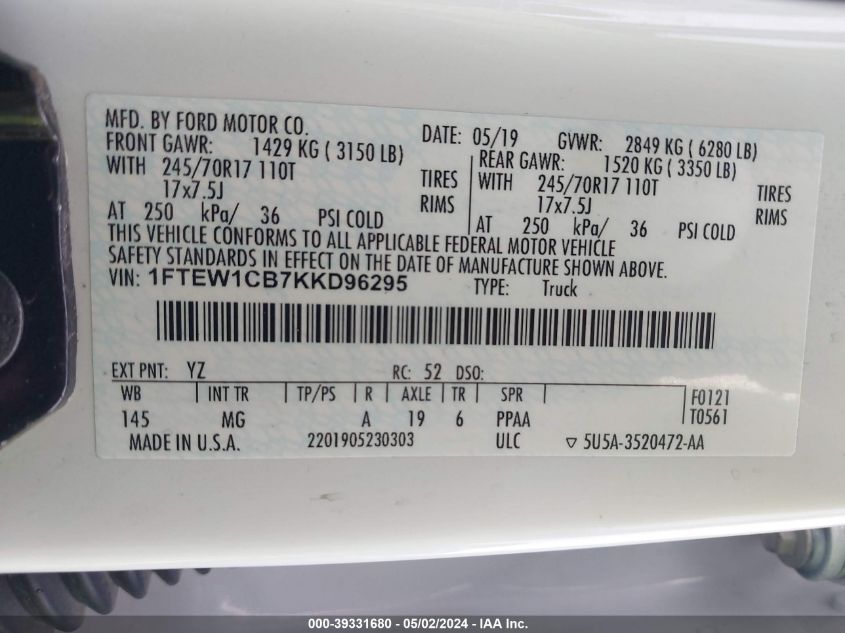 MFD. BY FORD MOTOR CO. DATE: 05/19 GVWR: 2849 KG ( 6280 LB)
FRONT GAWR: 1429 KG ( 3150 LB) REAR GAWR: 1520 KG ( 3350 LB)
WITH 245/70R17 110T TIRES WITH 245/70R17 110T TIRES
17x7.5J RIMS 17x7.5J RIMS
AT 250 kPa/ 36 PSI COLD AT 250 kPa/ 36 PSI COLD
THIS VEHICLE CONFORMS TO ALL APPLICABLE FEDERAL MOTOR VEHICLE
SAFETY STANDARDS IN EFFECT ON THE DATE OF MANUFACTURE SHOWN ABOVE.
VIN: 1FTEW1CB7KKD96295 TYPE: Truck
EXT PNT: YZ RC: 52 DSO:
WB INT TR TP/PS R AXLE TR SPR F0121
145 MG A 19 6 PPAA T0561
MADE IN U.S.A. 2201905230303 ULC ▽ 5U5A-3520472-AA
000-39331680 / 05/02/2024 - IAA Inc.